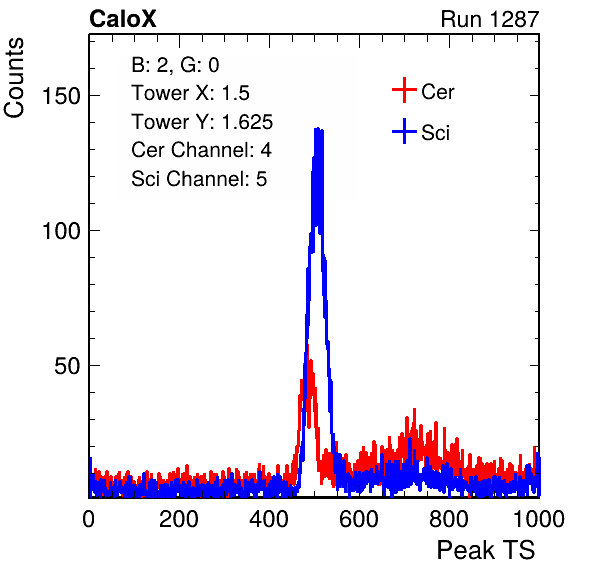 CaloX Run 1287
Counts
B: 2, G: 0
Tower X: 1.5
Tower Y: 1.625
Cer Channel: 4
Sci Channel: 5
Cer
Sci
150
100
50
0 200 400 600 800 1000
Peak TS